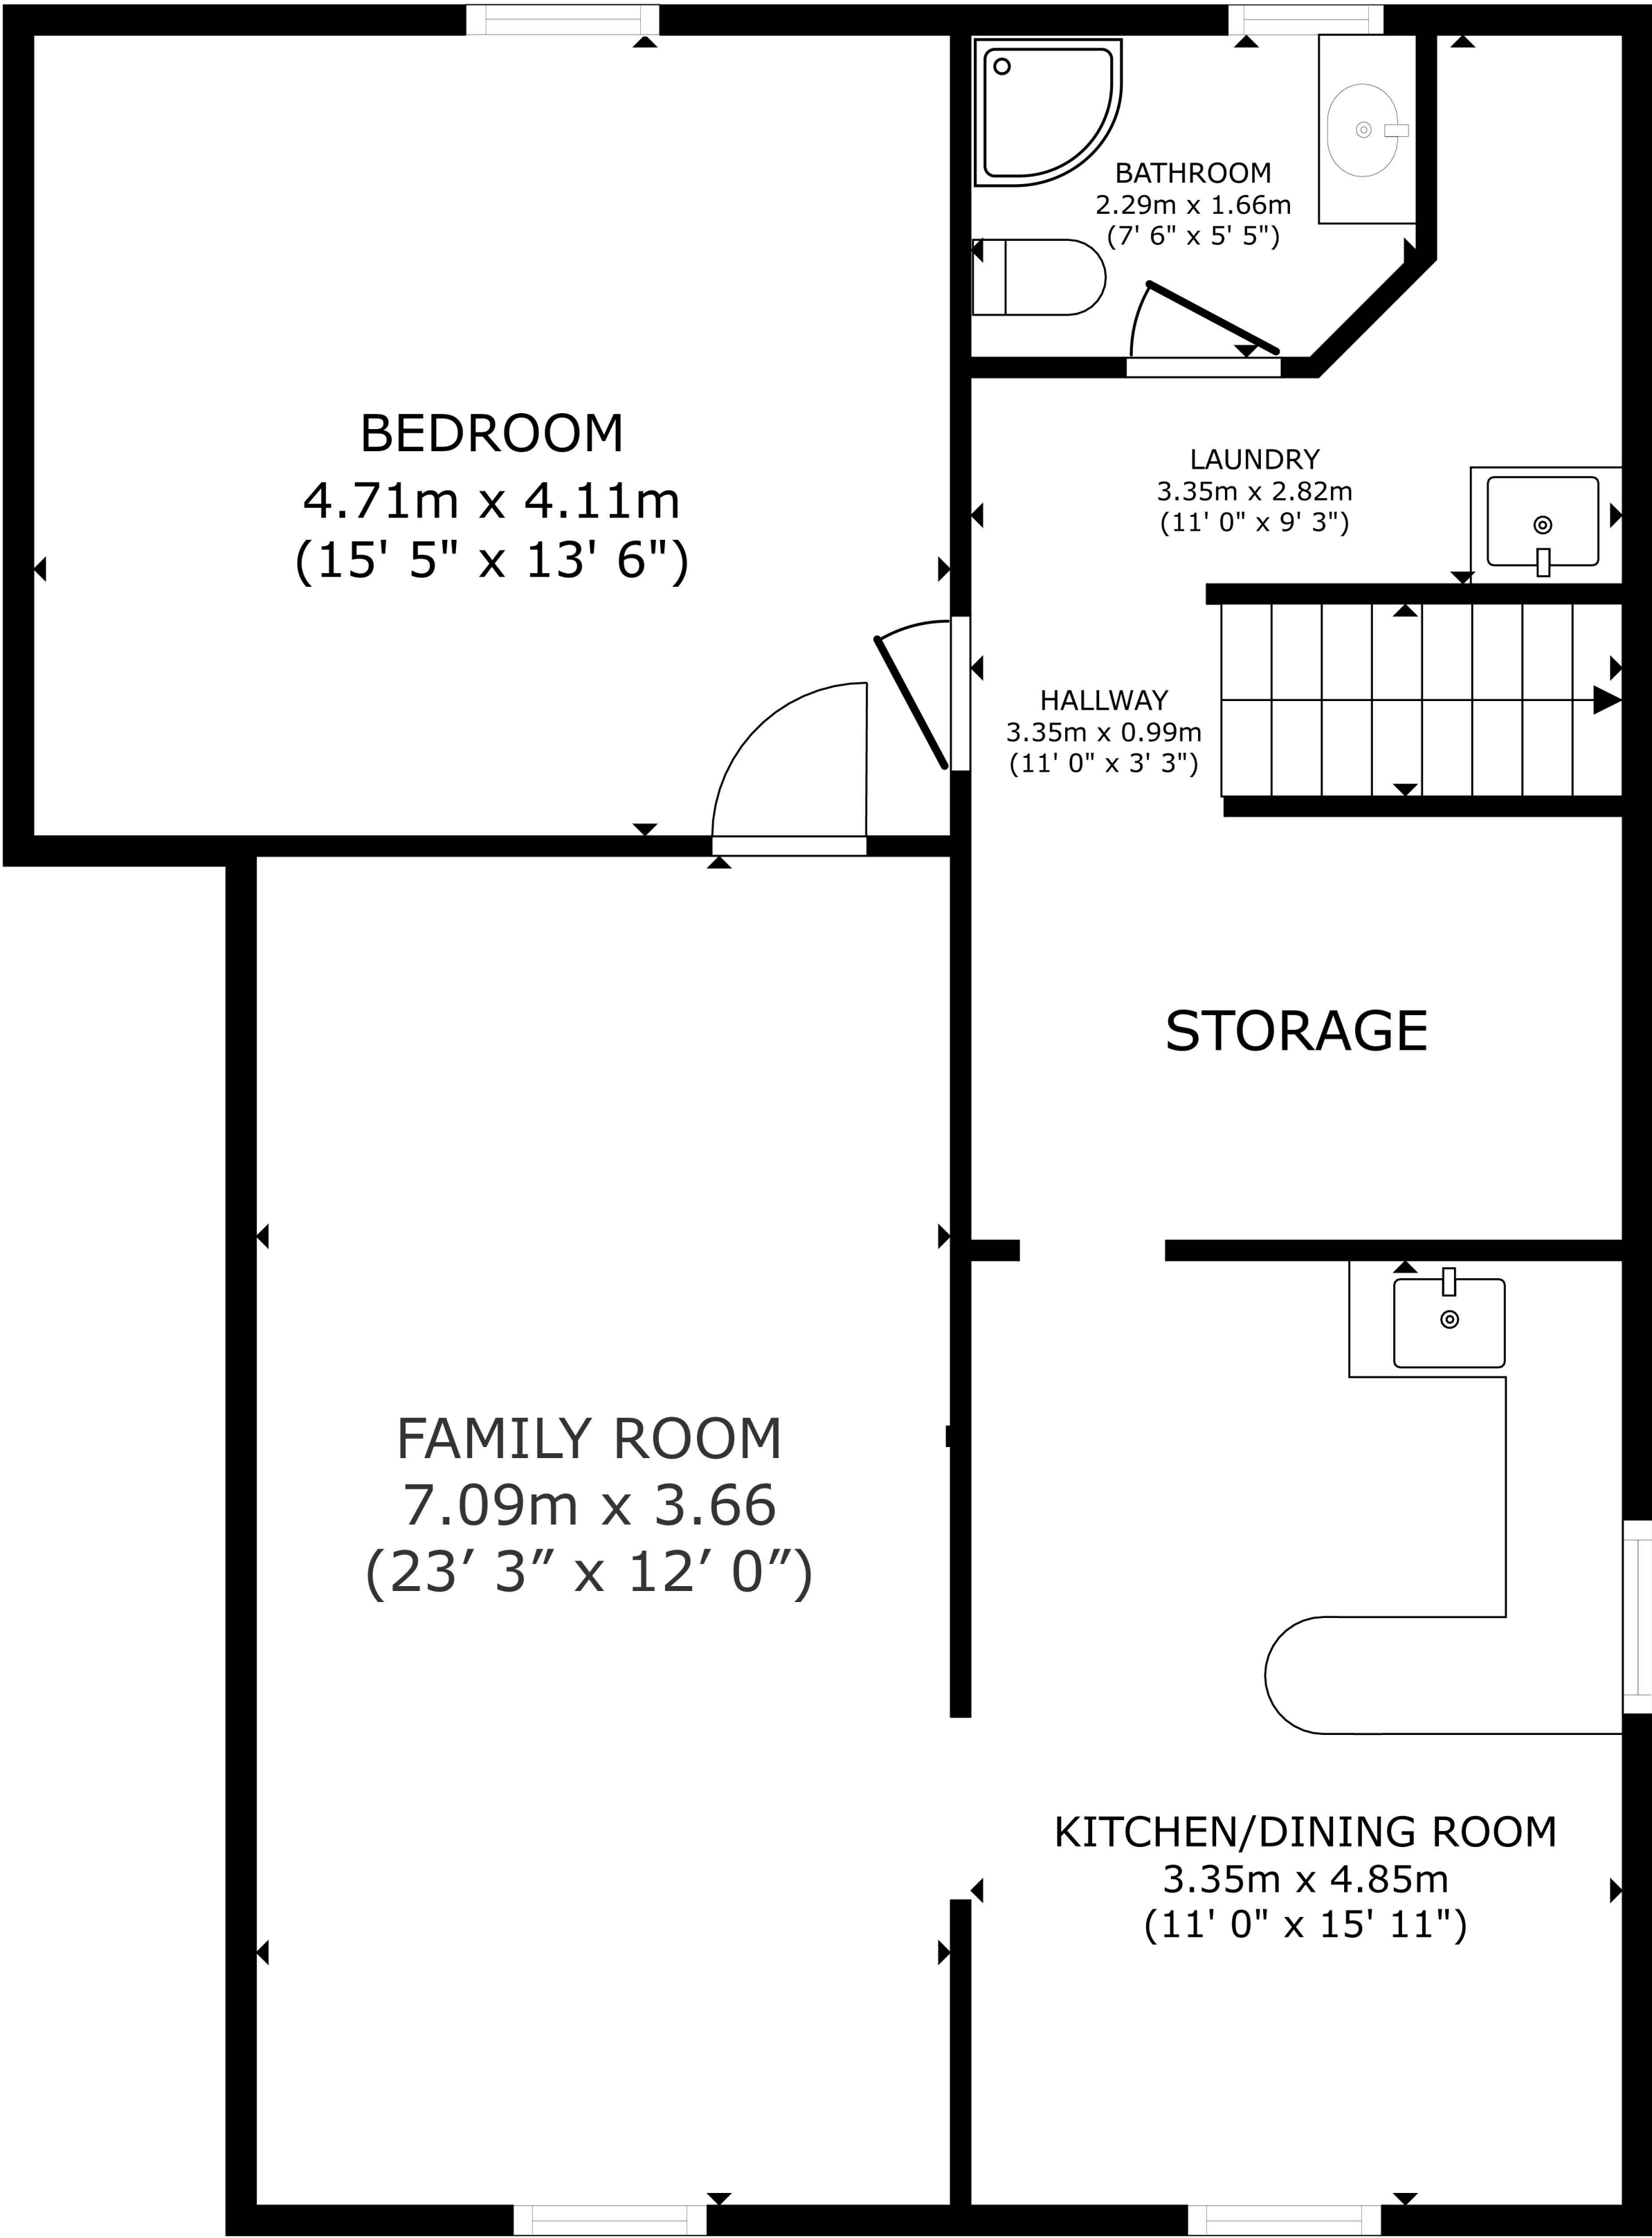 BATHROOM
2.29m x 1.66m
(7' 6" x 5' 5")
BEDROOM
4.71m x 4.11m
(15' 5" x 13' 6")
LAUNDRY
3.35m x 2.82m
(11' 0" x 9' 3")
HALLWAY
3.35m x 0.99m
(11' 0" x 3' 3")
STORAGE
FAMILY ROOM
7.09m x 3.66
(23′ 3″ x 12′ 0″)
KITCHEN/DINING ROOM
3.35m x 4.85m
(11' 0" x 15' 11")